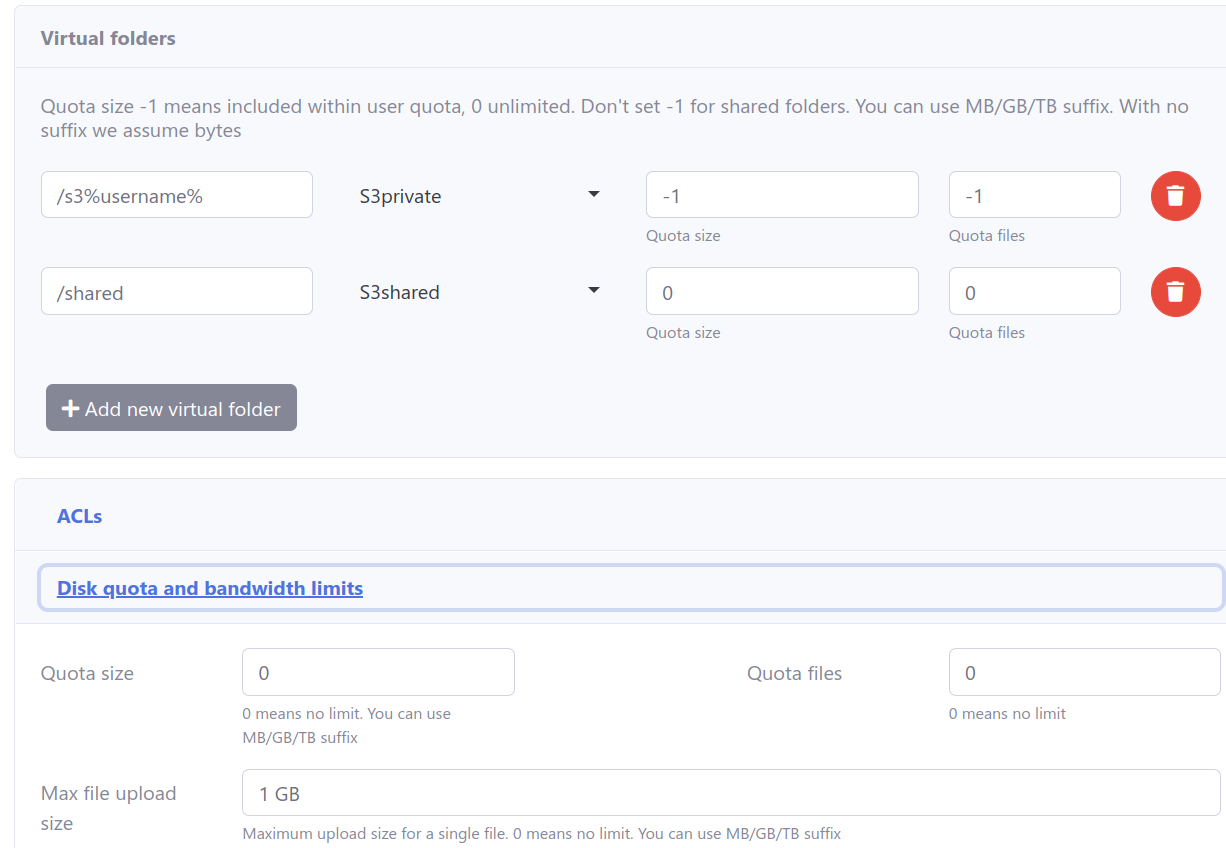 Virtual folders
Quota size -1 means included within user quota, 0 unlimited. Don't set -1 for shared folders. You can use MB/GB/TB suffix. With no
suffix we assume bytes
/s3%username% S3private -1 -1
Quota size Quota files
/shared S3shared 0 0
Quota size Quota files
Add new virtual folder
ACLs
Disk quota and bandwidth limits
Quota size 0 Quota files 0
0 means no limit. You can use 0 means no limit
MB/GB/TB suffix
Max file upload 1 GB
size
Maximum upload size for a single file. 0 means no limit. You can use MB/GB/TB suffix